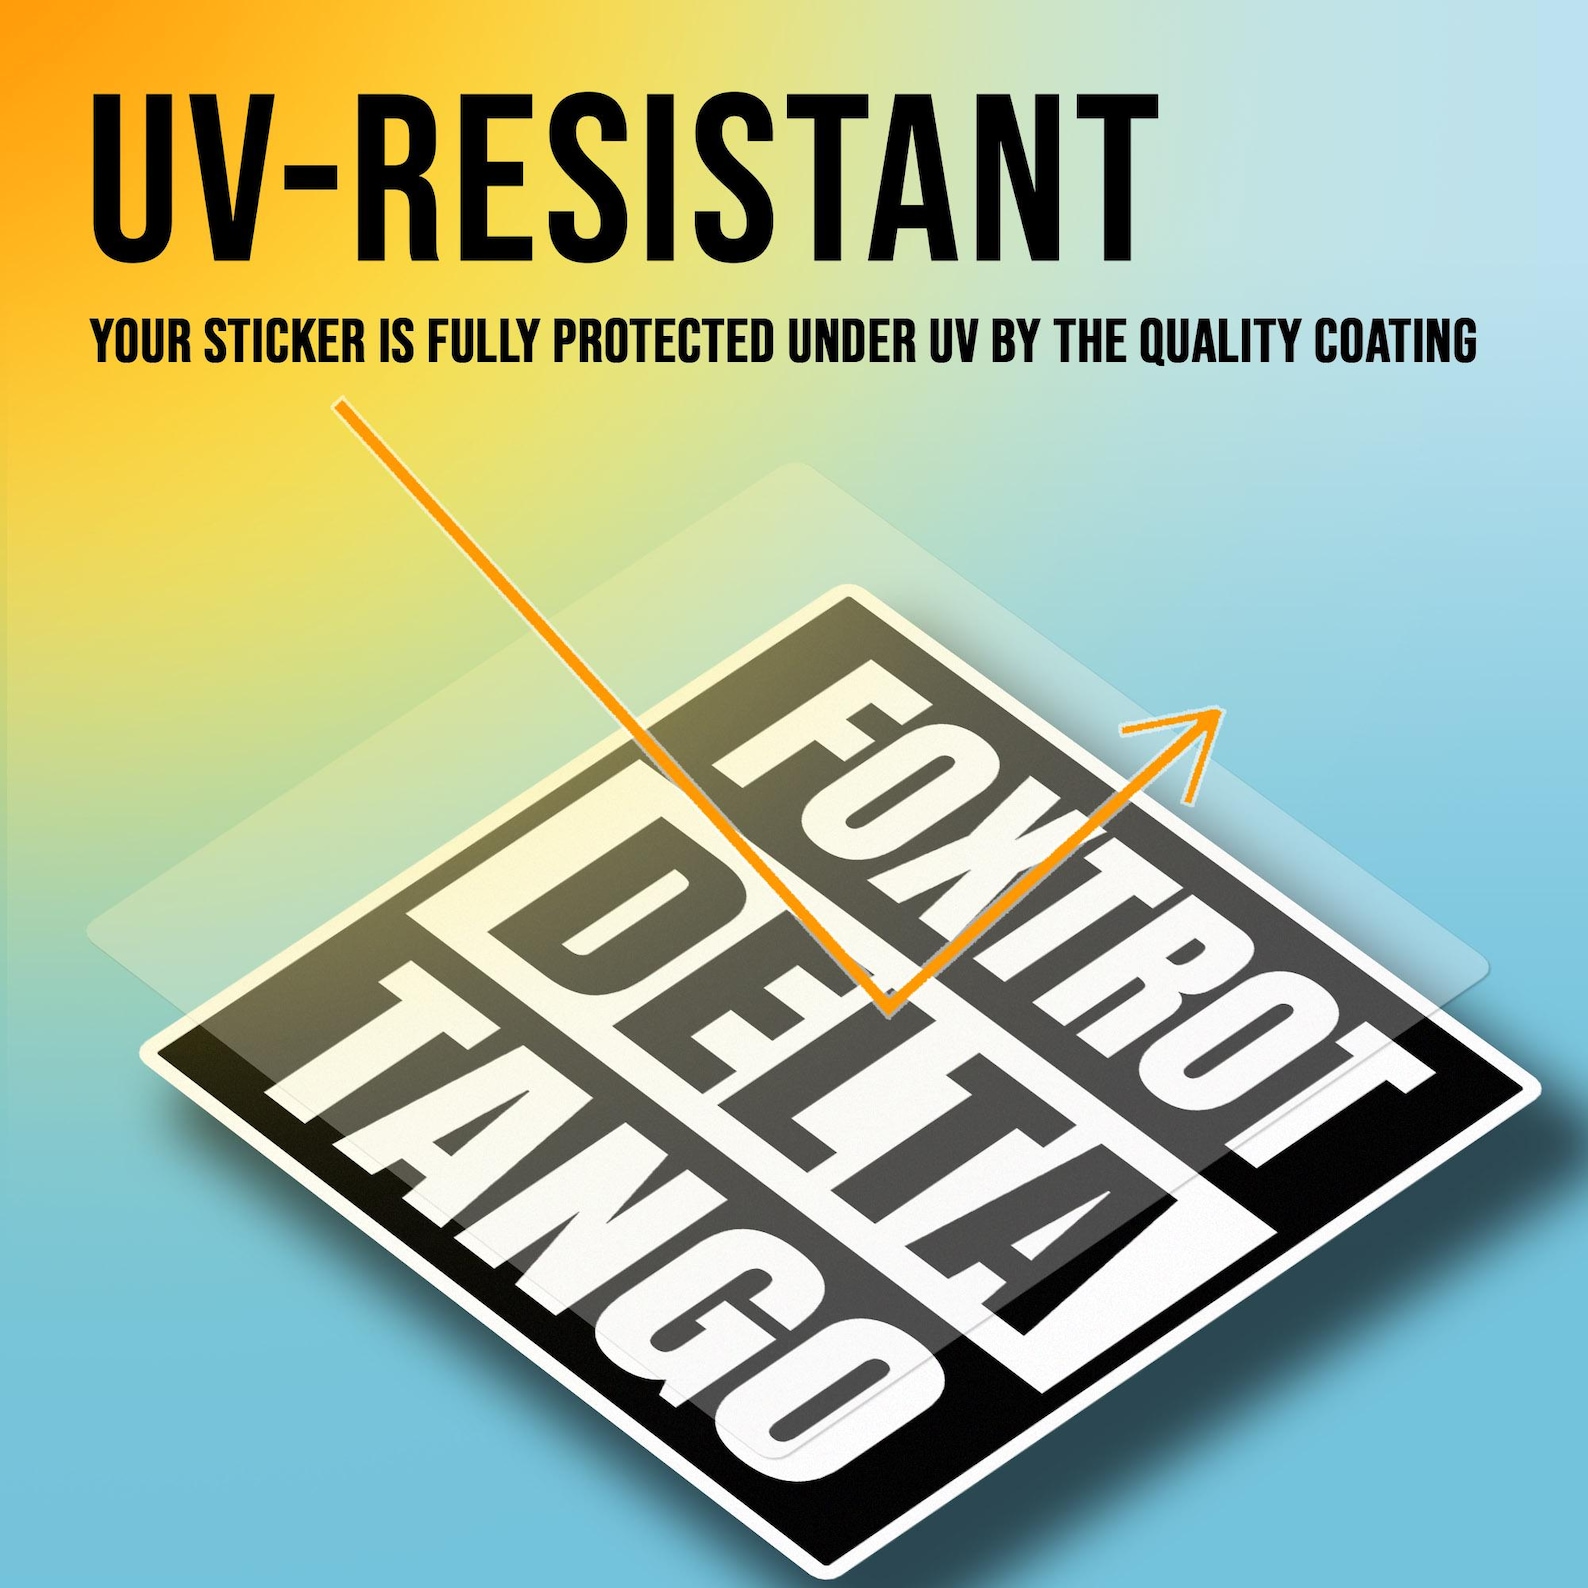 UV-RESISTANT
YOUR STICKER IS FULLY PROTECTED UNDER UV BY THE QUALITY COATING
FOXTROT
DELTA
TANGO